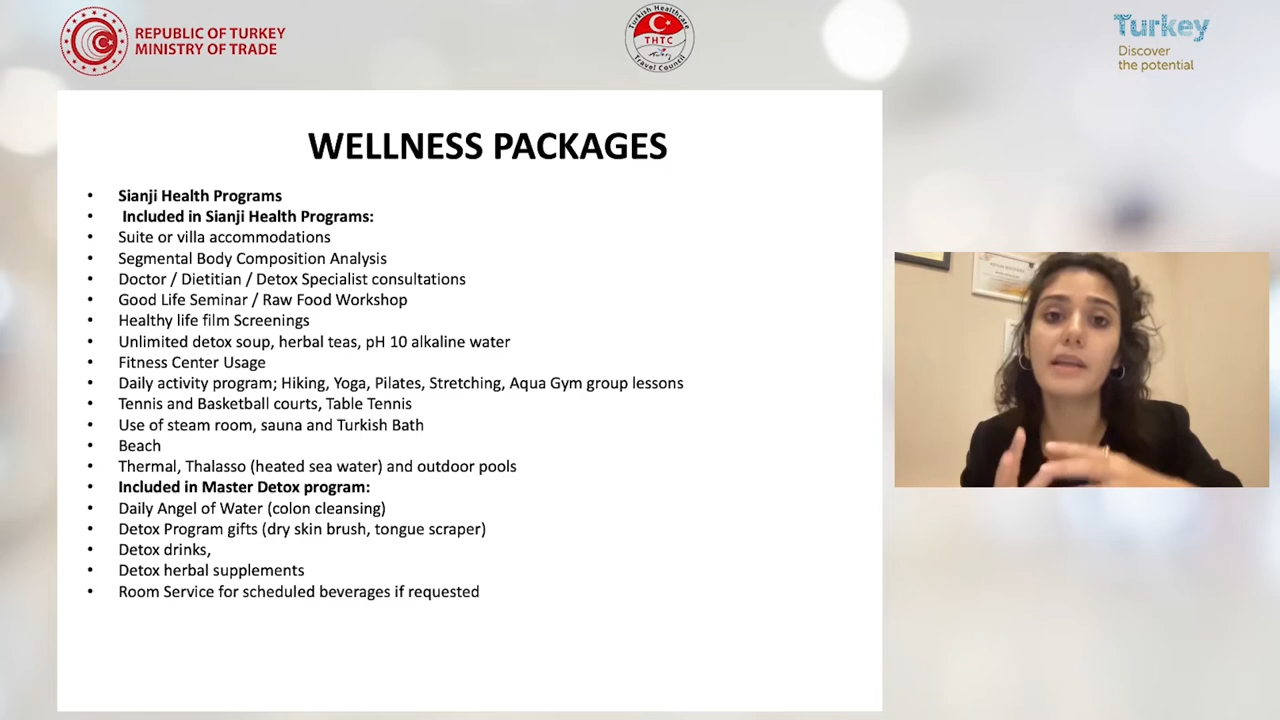 REPUBLIC OF TURKEY
MINISTRY OF TRADE
Turkish Healthcare
THTC
Travel Council
Turkey
Discover
the potential
WELLNESS PACKAGES
• Sianji Health Programs
• Included in Sianji Health Programs:
• Suite or villa accommodations
• Segmental Body Composition Analysis
• Doctor / Dietitian / Detox Specialist consultations
• Good Life Seminar / Raw Food Workshop
• Healthy life film Screenings
• Unlimited detox soup, herbal teas, pH 10 alkaline water
• Fitness Center Usage
• Daily activity program; Hiking, Yoga, Pilates, Stretching, Aqua Gym group lessons
• Tennis and Basketball courts, Table Tennis
• Use of steam room, sauna and Turkish Bath
• Beach
• Thermal, Thalasso (heated sea water) and outdoor pools
• Included in Master Detox program:
• Daily Angel of Water (colon cleansing)
• Detox Program gifts (dry skin brush, tongue scraper)
• Detox drinks,
• Detox herbal supplements
• Room Service for scheduled beverages if requested